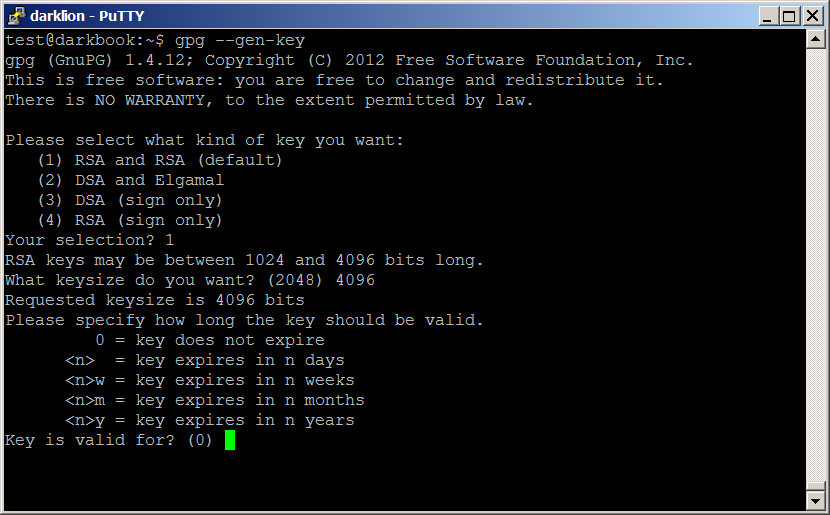 darklion - PuTTY
test@darkbook:~$ gpg --gen-key
gpg (GnuPG) 1.4.12; Copyright (C) 2012 Free Software Foundation, Inc.
This is free software: you are free to change and redistribute it.
There is NO WARRANTY, to the extent permitted by law.

Please select what kind of key you want:
   (1) RSA and RSA (default)
   (2) DSA and Elgamal
   (3) DSA (sign only)
   (4) RSA (sign only)
Your selection? 1
RSA keys may be between 1024 and 4096 bits long.
What keysize do you want? (2048) 4096
Requested keysize is 4096 bits
Please specify how long the key should be valid.
         0 = key does not expire
      <n>  = key expires in n days
      <n>w = key expires in n weeks
      <n>m = key expires in n months
      <n>y = key expires in n years
Key is valid for? (0)